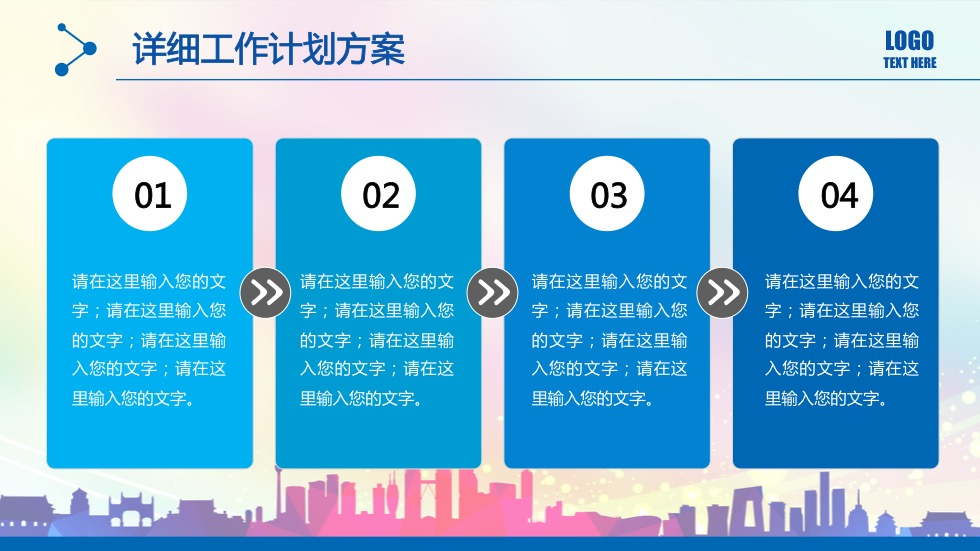 详细工作计划方案
LOGO
TEXT HERE
01
请在这里输入您的文
字；请在这里输入您
的文字；请在这里输
入您的文字；请在这
里输入您的文字。
02
请在这里输入您的文
字；请在这里输入您
的文字；请在这里输
入您的文字；请在这
里输入您的文字。
03
请在这里输入您的文
字；请在这里输入您
的文字；请在这里输
入您的文字；请在这
里输入您的文字。
04
请在这里输入您的文
字；请在这里输入您
的文字；请在这里输
入您的文字；请在这
里输入您的文字。